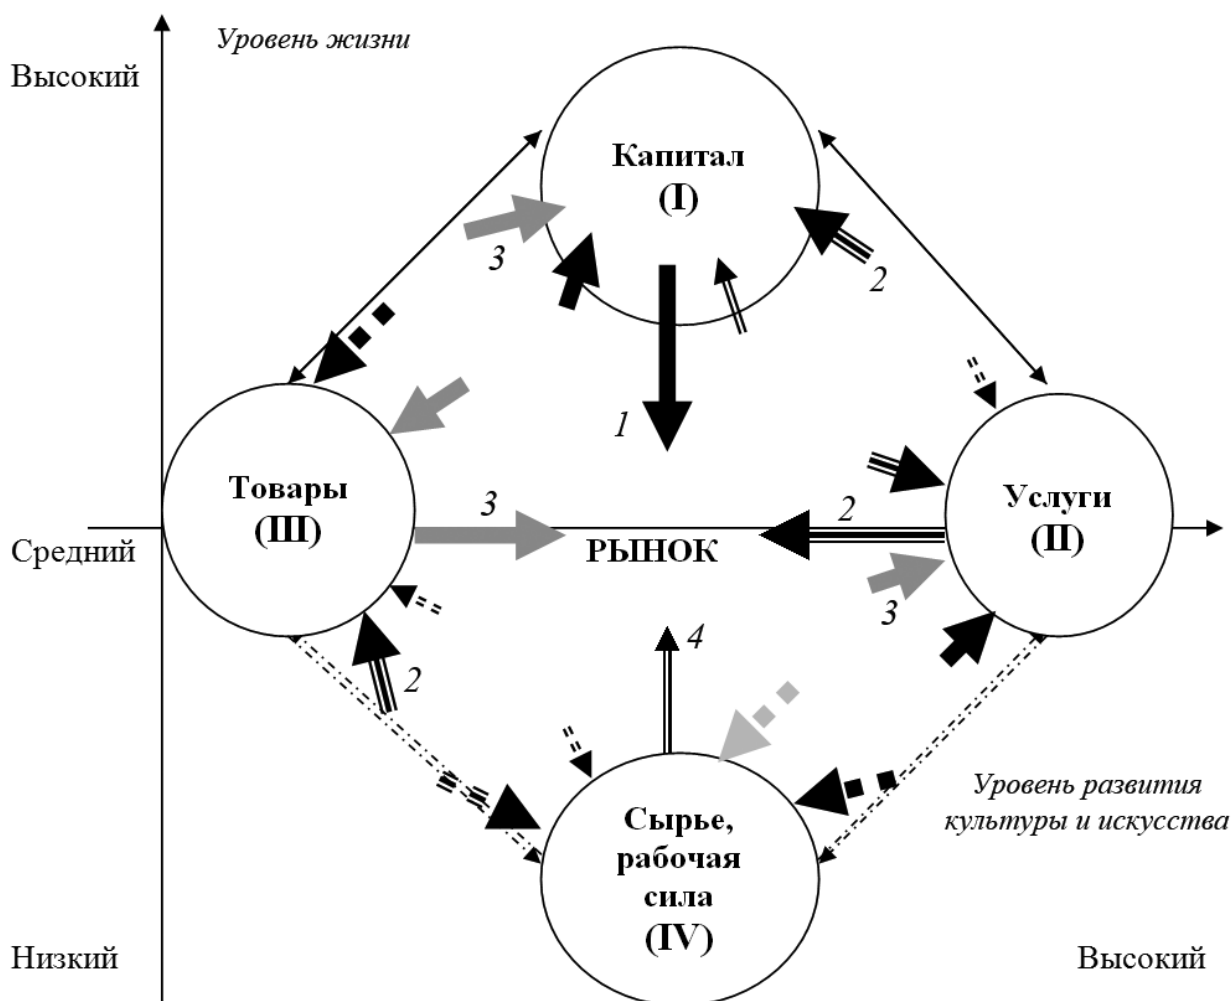 Уровень жизни
Высокий
Капитал
(I)
3
2
1
Товары
(III)
3
2
Услуги
(II)
Средний
РЫНОК
3
2
4
Уровень развития
культуры и искусства
Сырье,
рабочая
сила
(IV)
Низкий
Высокий